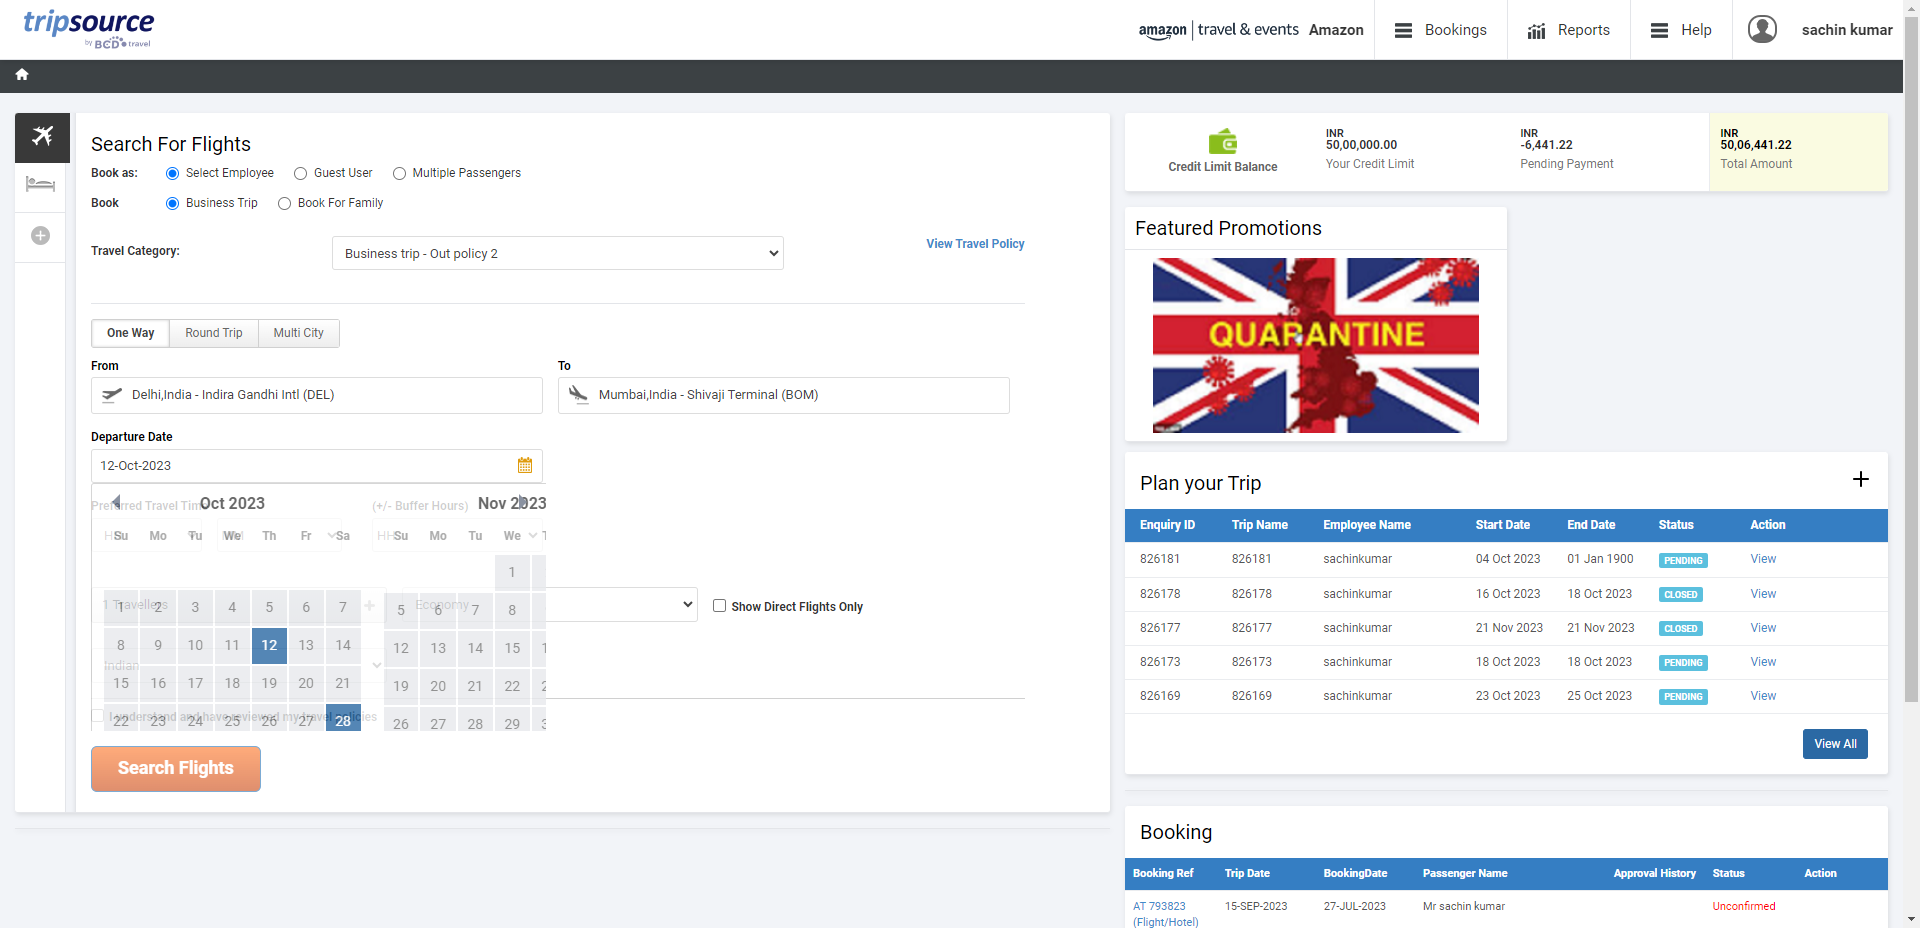 tripsource
by BCD travel
amazon | travel & events Amazon
Bookings
Reports
Help
sachin kumar
Search For Flights
Book as: Select Employee Guest User Multiple Passengers
Book Business Trip Book For Family
Travel Category: Business trip - Out policy 2 View Travel Policy
One Way Round Trip Multi City
From To
Delhi,India - Indira Gandhi Intl (DEL) Mumbai,India - Shivaji Terminal (BOM)
Departure Date
12-Oct-2023
Preferred Travel Time (+/- Buffer Hours)
Oct 2023 Nov 2023
Su Mo Tu We Th Fr Sa Su Mo Tu We
1
1 Travellers Economy
1 2 3 4 5 6 7 5 6 7 8
Show Direct Flights Only
8 9 10 11 12 13 14 12 13 14 15
Indian
15 16 17 18 19 20 21 19 20 21 22
I understand and have reviewed my travel policies
22 23 24 25 26 27 28 26 27 28 29
Search Flights
Credit Limit Balance
INR
50,00,000.00
Your Credit Limit
INR
-6,441.22
Pending Payment
INR
50,06,441.22
Total Amount
Featured Promotions
QUARANTINE
Plan your Trip
Enquiry ID Trip Name Employee Name Start Date End Date Status Action
826181 826181 sachinkumar 04 Oct 2023 01 Jan 1900 PENDING View
826178 826178 sachinkumar 16 Oct 2023 18 Oct 2023 CLOSED View
826177 826177 sachinkumar 21 Nov 2023 21 Nov 2023 CLOSED View
826173 826173 sachinkumar 18 Oct 2023 18 Oct 2023 PENDING View
826169 826169 sachinkumar 23 Oct 2023 25 Oct 2023 PENDING View
View All
Booking
Booking Ref Trip Date BookingDate Passenger Name Approval History Status Action
AT 793823 15-SEP-2023 27-JUL-2023 Mr sachin kumar Unconfirmed
(Flight/Hotel)